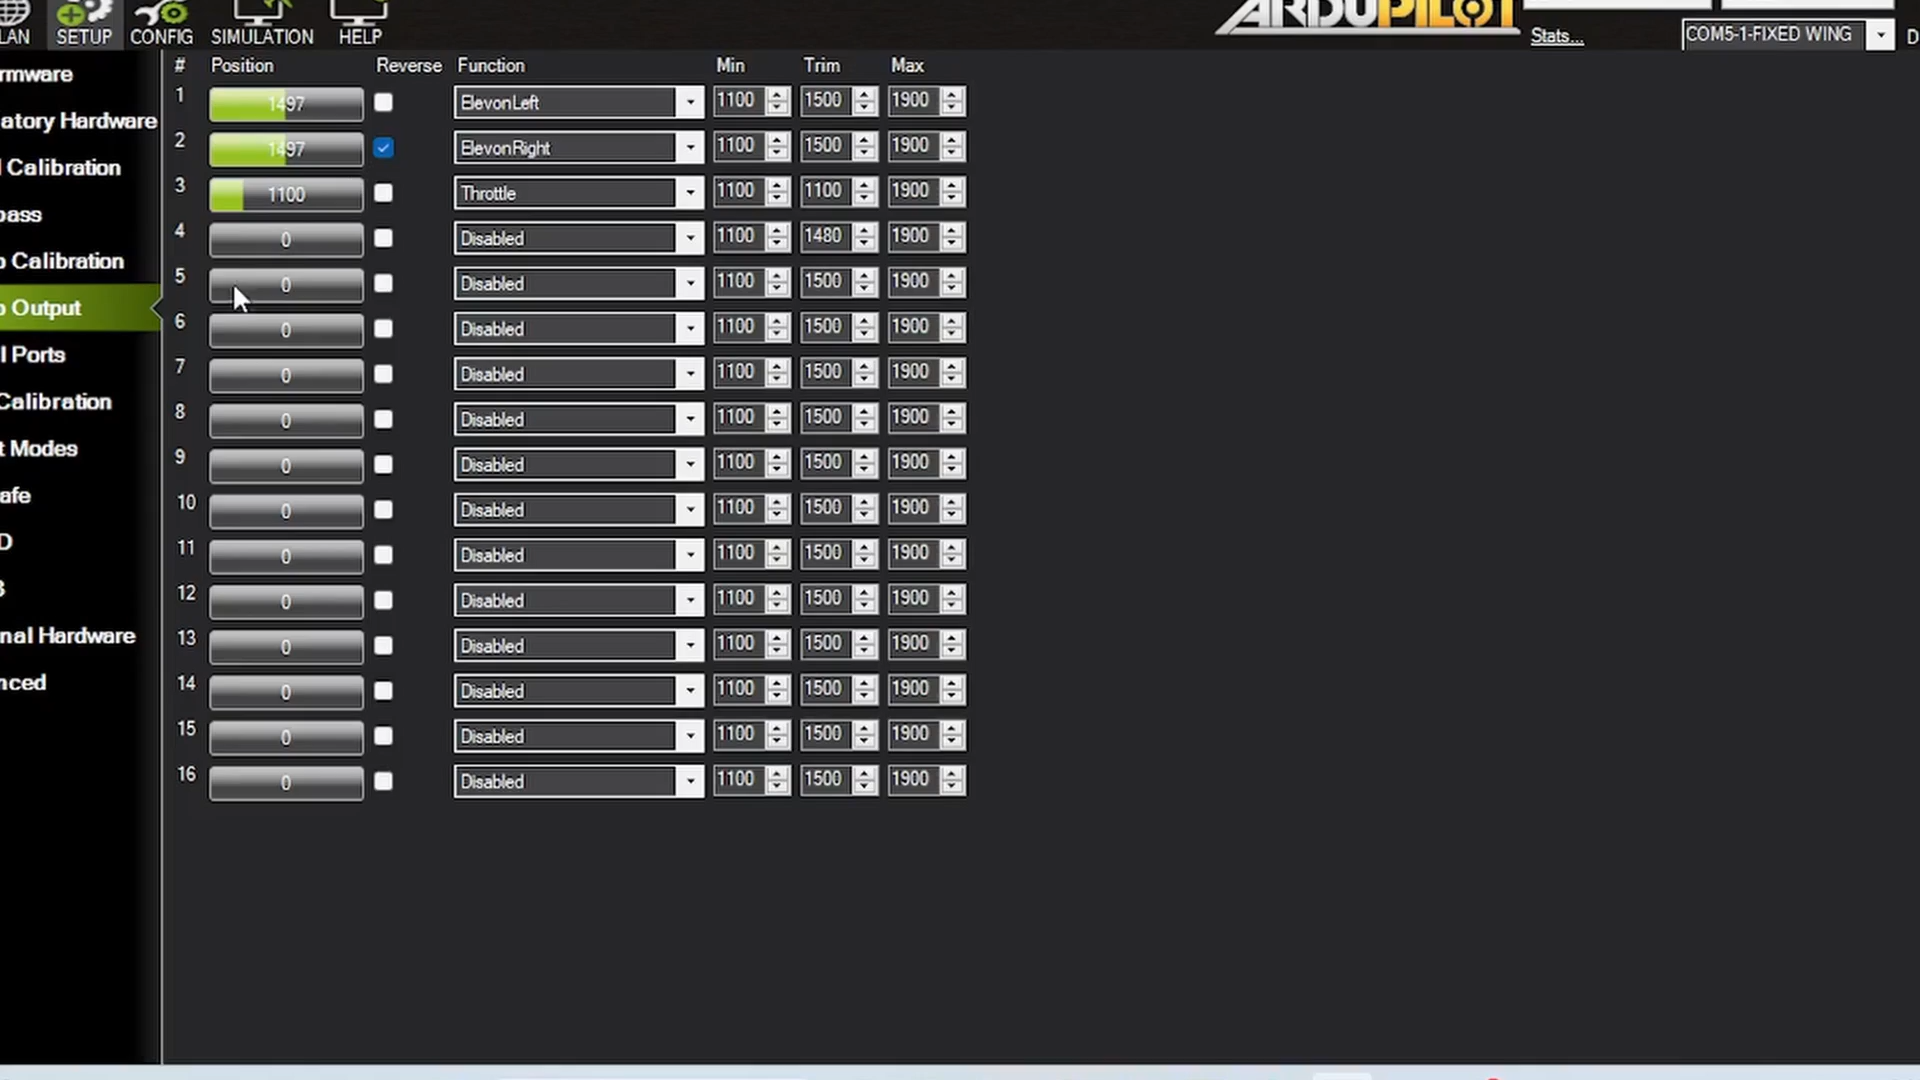 LAN SETUP CONFIG SIMULATION HELP
ARDUPILOT
Stats...
COM5-1-FIXED WING
D
rmware
atory Hardware
l Calibration
pass
o Calibration
o Output
l Ports
Calibration
t Modes
afe
D
3
nal Hardware
nced
# Position Reverse Function Min Trim Max
1 1497 ElevonLeft 1100 1500 1900
2 1497 ElevonRight 1100 1500 1900
3 1100 Throttle 1100 1100 1900
4 0 Disabled 1100 1480 1900
5 0 Disabled 1100 1500 1900
6 0 Disabled 1100 1500 1900
7 0 Disabled 1100 1500 1900
8 0 Disabled 1100 1500 1900
9 0 Disabled 1100 1500 1900
10 0 Disabled 1100 1500 1900
11 0 Disabled 1100 1500 1900
12 0 Disabled 1100 1500 1900
13 0 Disabled 1100 1500 1900
14 0 Disabled 1100 1500 1900
15 0 Disabled 1100 1500 1900
16 0 Disabled 1100 1500 1900